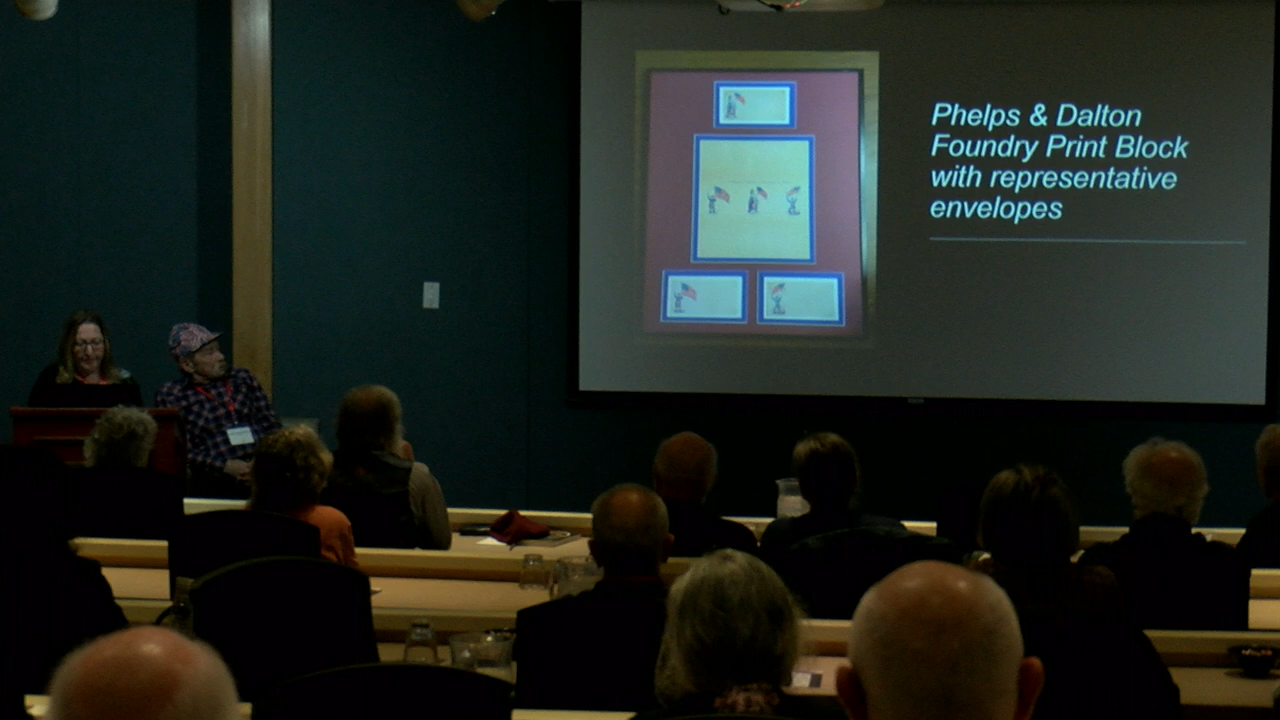 Phelps & Dalton
Foundry Print Block
with representative
envelopes